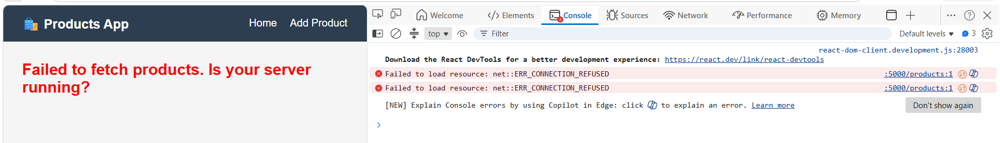 Products App
Home Add Product
Failed to fetch products. Is your server
running?
Welcome Elements Console Sources Network Performance Memory
top Filter Default levels 3
react-dom-client.development.js:28003
Download the React DevTools for a better development experience: https://react.dev/link/react-devtools
Failed to load resource: net::ERR_CONNECTION_REFUSED :5000/products:1
Failed to load resource: net::ERR_CONNECTION_REFUSED :5000/products:1
[NEW] Explain Console errors by using Copilot in Edge: click to explain an error. Learn more Don't show again